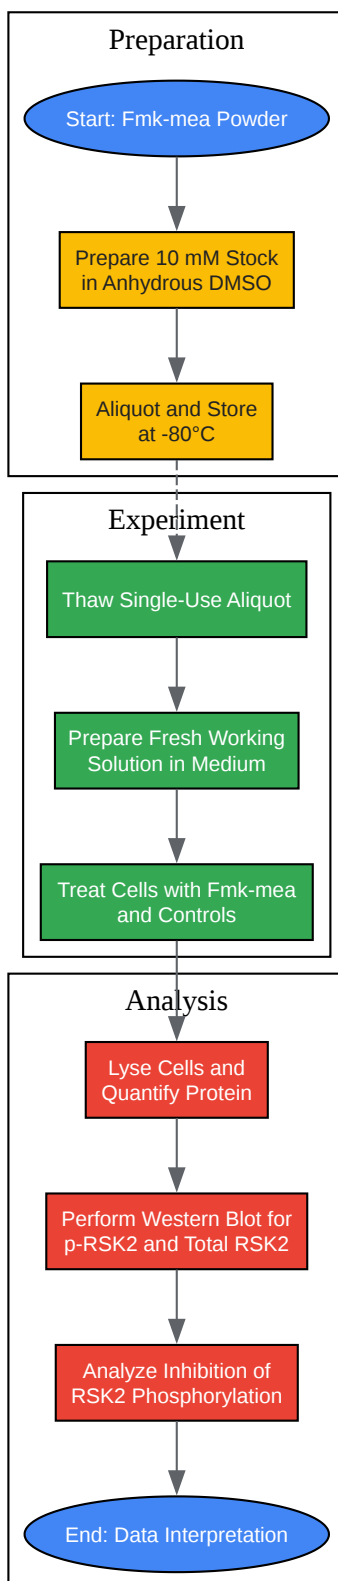 Preparation
Start: Fmk-mea Powder
Prepare 10 mM Stock
in Anhydrous DMSO
Aliquot and Store
at -80°C
Experiment
Thaw Single-Use Aliquot
Prepare Fresh Working
Solution in Medium
Treat Cells with Fmk-mea
and Controls
Analysis
Lyse Cells and
Quantify Protein
Perform Western Blot for
p-RSK2 and Total RSK2
Analyze Inhibition of
RSK2 Phosphorylation
End: Data Interpretation